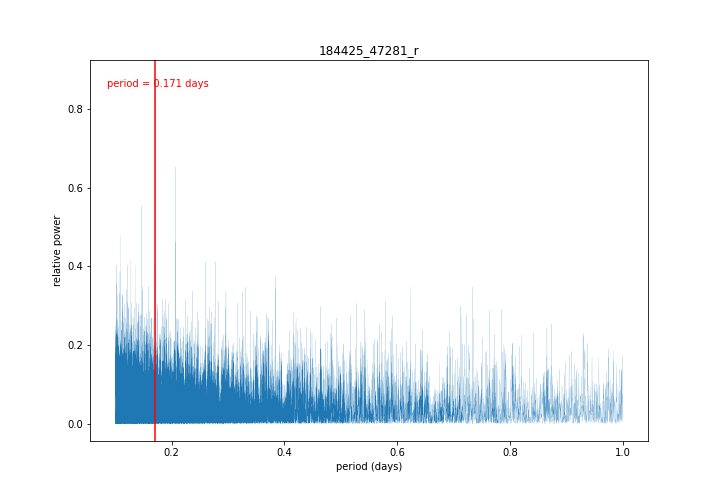 184425_47281_r
period = 0.171 days
relative power
0.8
0.6
0.4
0.2
0.0
0.2 0.4 0.6 0.8 1.0
period (days)